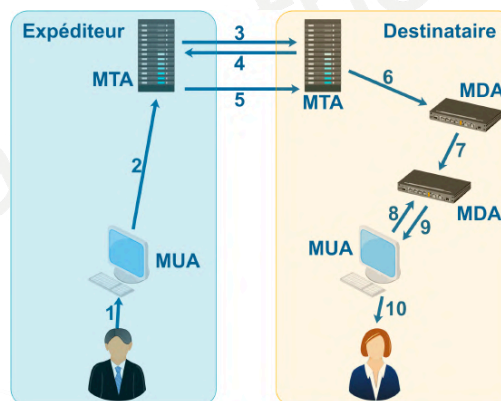 Expéditeur
Destinataire
3
4
5
MTA
MTA
6
MDA
7
MDA
2
8
9
MUA
MUA
1
10